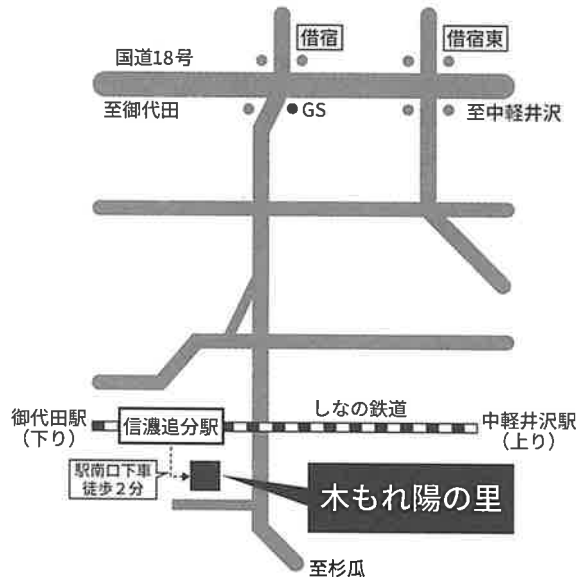 借宿
借宿東
国道18号
至御代田
GS
至中軽井沢
しなの鉄道
御代田駅
（下り）
信濃追分駅
中軽井沢駅
（上り）
駅南口下車
徒歩２分
木もれ陽の里
至杉瓜